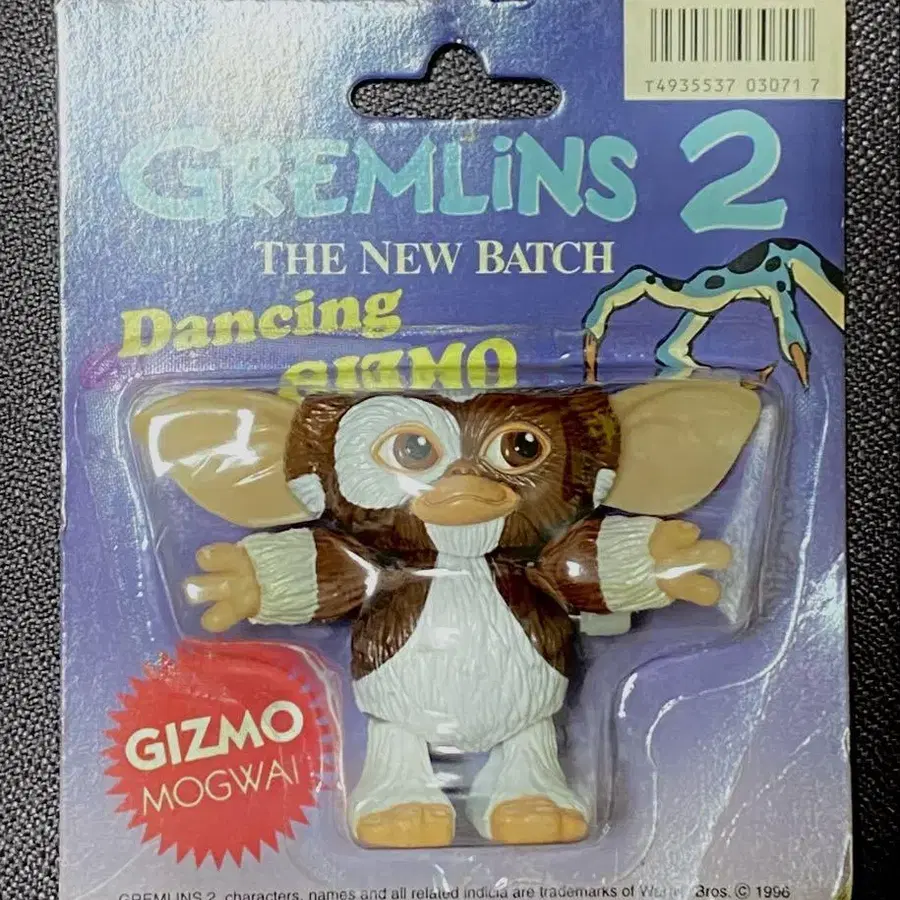 T4935537 03071 7
GREMLiNS 2
THE NEW BATCH
Dancing
GIZMO
GIZMO
MOGWAI
GREMLINS 2, characters, names and all related indicia are trademarks of Warner Bros. © 1996